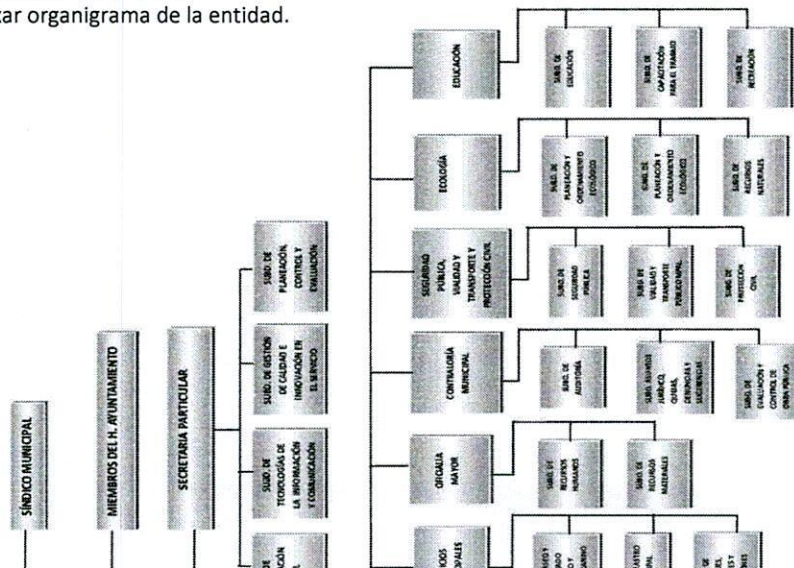 ar organigrama de la entidad.
SÍNDICO MUNICIPAL
MIEMBROS DEL H. AYUNTAMIENTO
SECRETARIA PARTICULAR
SUBD. DE
TECNOLOGÍAS DE
LA INFORMACIÓN
Y COMUNICACIÓN
SUBD. DE GESTIÓN
DE CALIDAD E
INNOVACIÓN EN
EL SERVICIO
SUBD. DE
PLANEACIÓN,
CONTROL Y
EVALUACIÓN
OFICIALÍA
MAYOR
SUBD. DE
RECURSOS
HUMANOS
SUBD. DE
RECURSOS
MATERIALES
CONTRALORÍA
MUNICIPAL
SUBD. DE
AUDITORÍA
SUBD. ASUNTOS
JURÍDICO,
QUEJAS,
DENUNCIAS Y
SUGERENCIAS
SUBD. DE
EVALUACIÓN Y
CONTROL DE
OBRA PÚBLICA
SEGURIDAD
PÚBLICA,
VIALIDAD Y
TRANSPORTE Y
PROTECCIÓN CIVIL
SUBD. DE
SEGURIDAD
PÚBLICA
SUBD. DE
VIALIDAD Y
TRANSPORTE
PÚBLICO MPAL.
SUBD. DE
PROTECCIÓN
CIVIL
ECOLOGÍA
SUBD. DE
PLANEACIÓN Y
ORDENAMIENTO
ECOLÓGICO
SUBD. DE
PLANEACIÓN Y
ORDENAMIENTO
ECOLÓGICO
SUBD. DE
RECURSOS
NATURALES
EDUCACIÓN
SUBD. DE
EDUCACIÓN
SUBD. DE
CAPACITACIÓN
PARA EL TRABAJO
SUBD. DE
RECREACIÓN